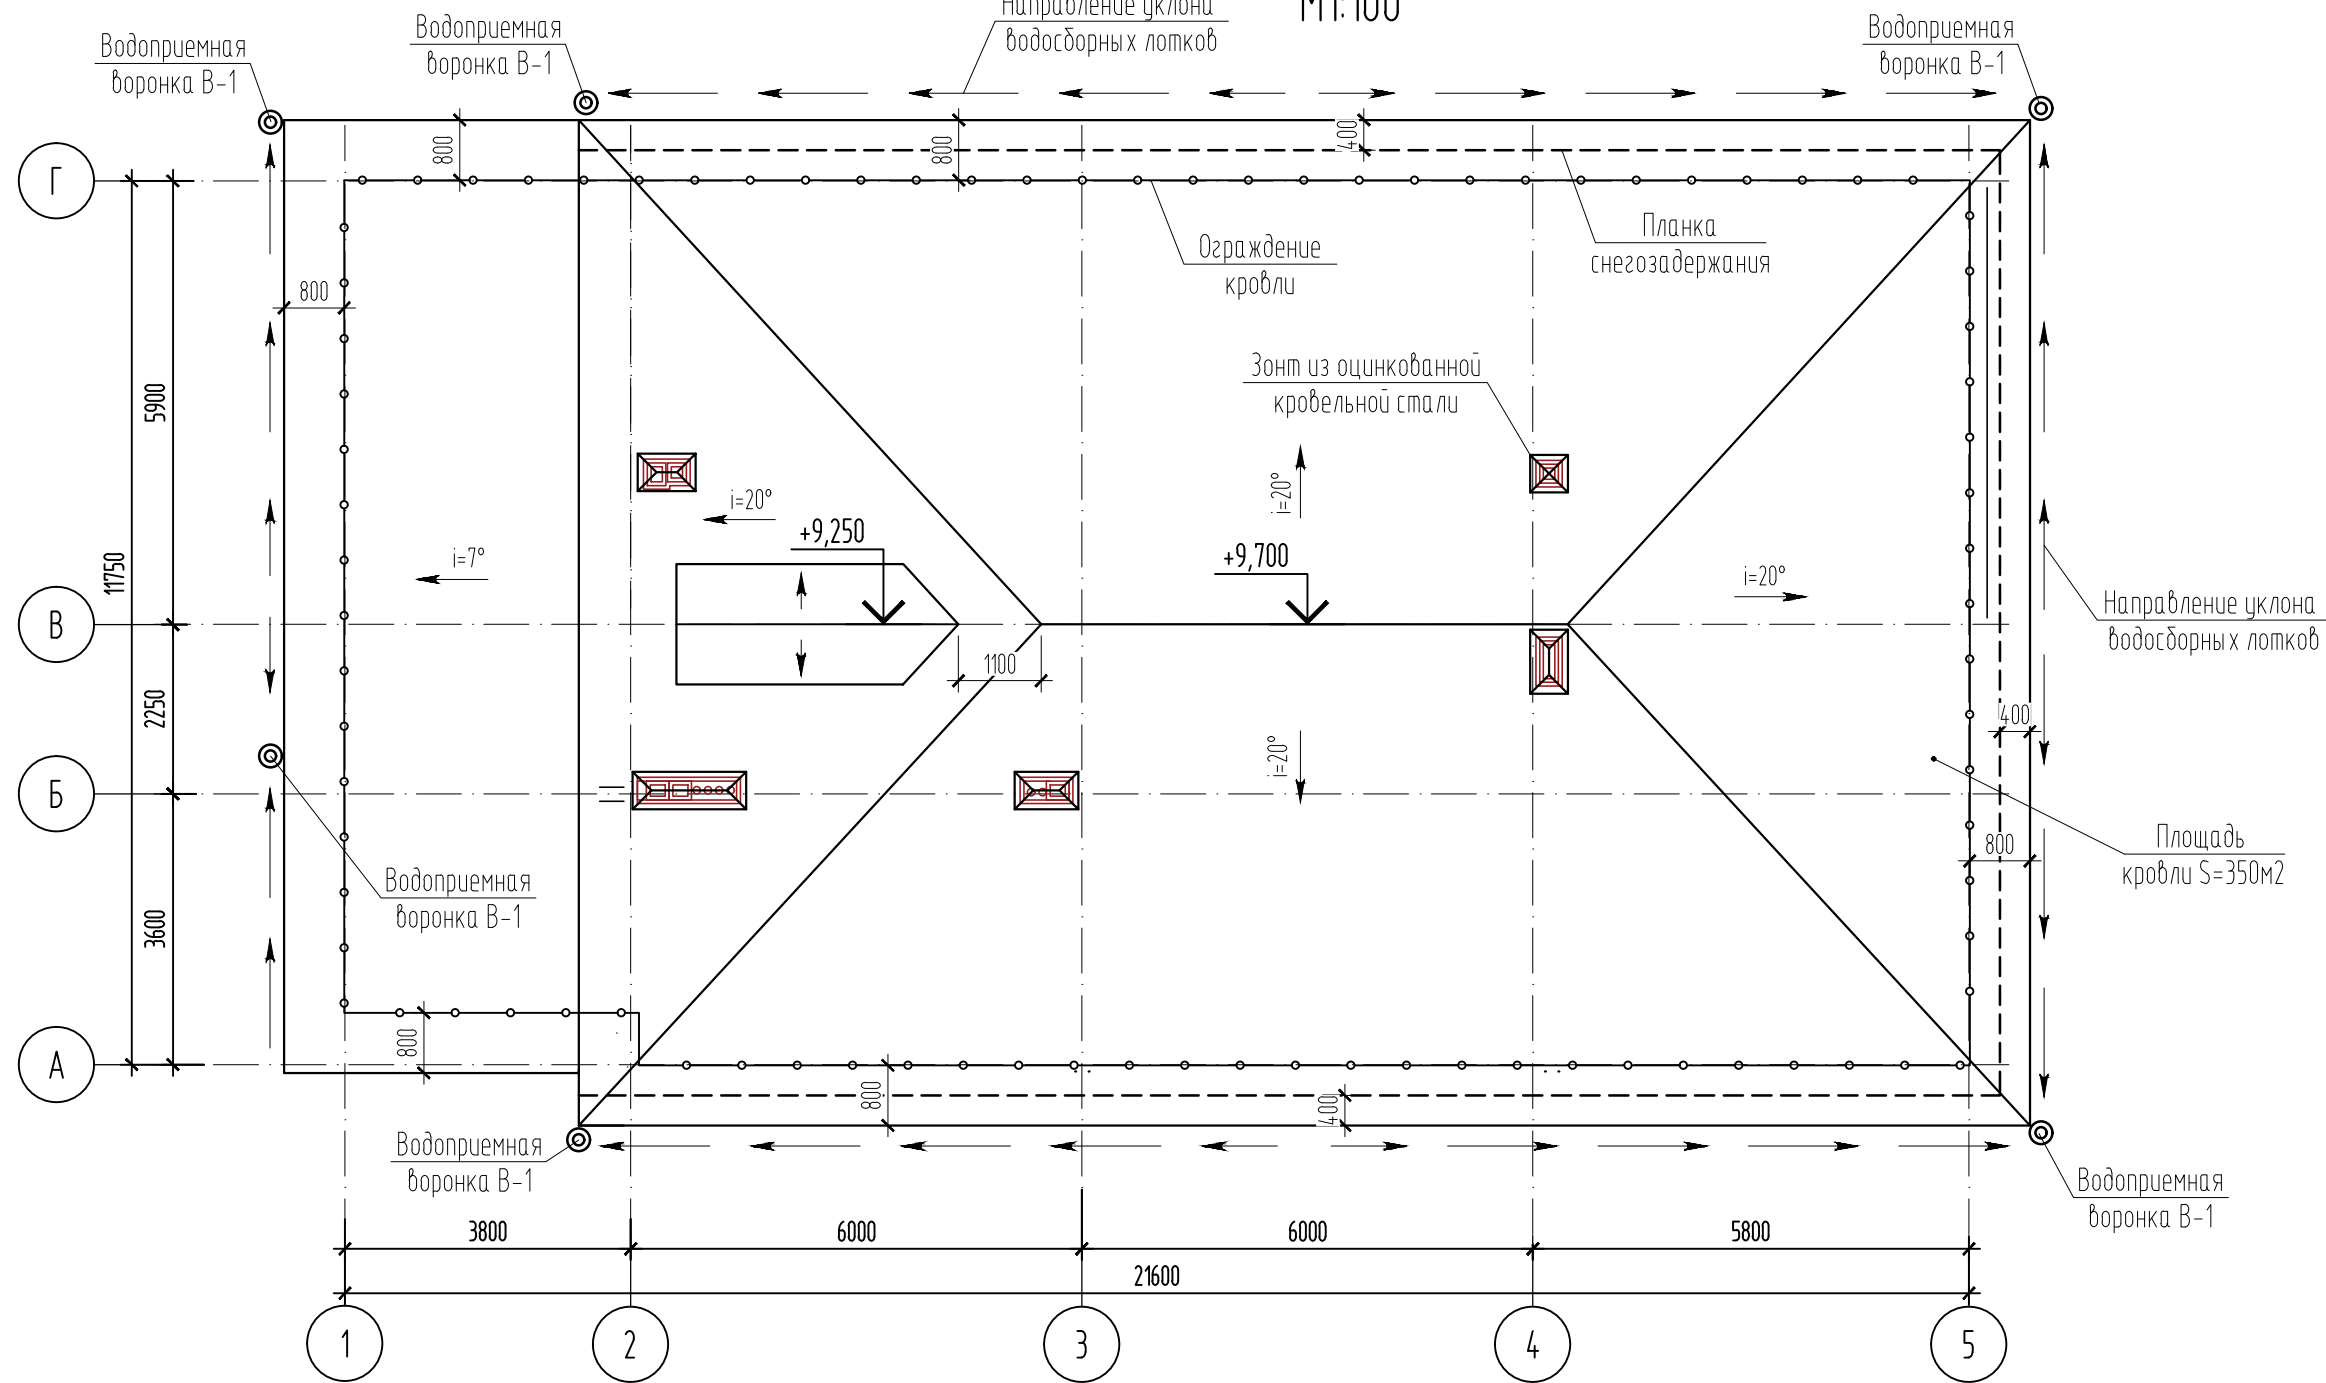 Направление уклона
водосборных лотков
М1:100
Водоприемная
воронка В-1
Водоприемная
воронка В-1
Водоприемная
воронка В-1
800
800
400
Г
Планка
снегозадержания
Ограждение
кровли
800
Зонт из оцинкованной
кровельной стали
5900
i=20°
i=20°
+9,250
i=7°
+9,700
i=20°
11750
В
Направление уклона
водосборных лотков
1100
2250
400
i=20°
Б
Площадь
кровли S=350м2
800
Водоприемная
воронка В-1
3600
800
А
800
400
Водоприемная
воронка В-1
Водоприемная
воронка В-1
3800
6000
6000
5800
21600
1
2
3
4
5